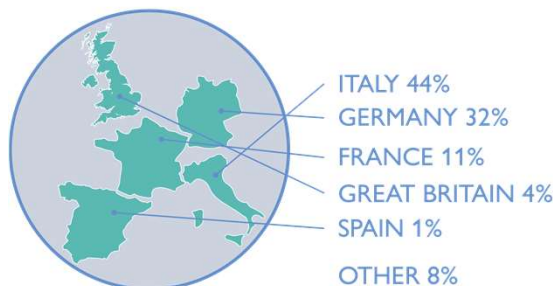 ITALY 44%
GERMANY 32%
FRANCE 11%
GREAT BRITAIN 4%
SPAIN 1%
OTHER 8%